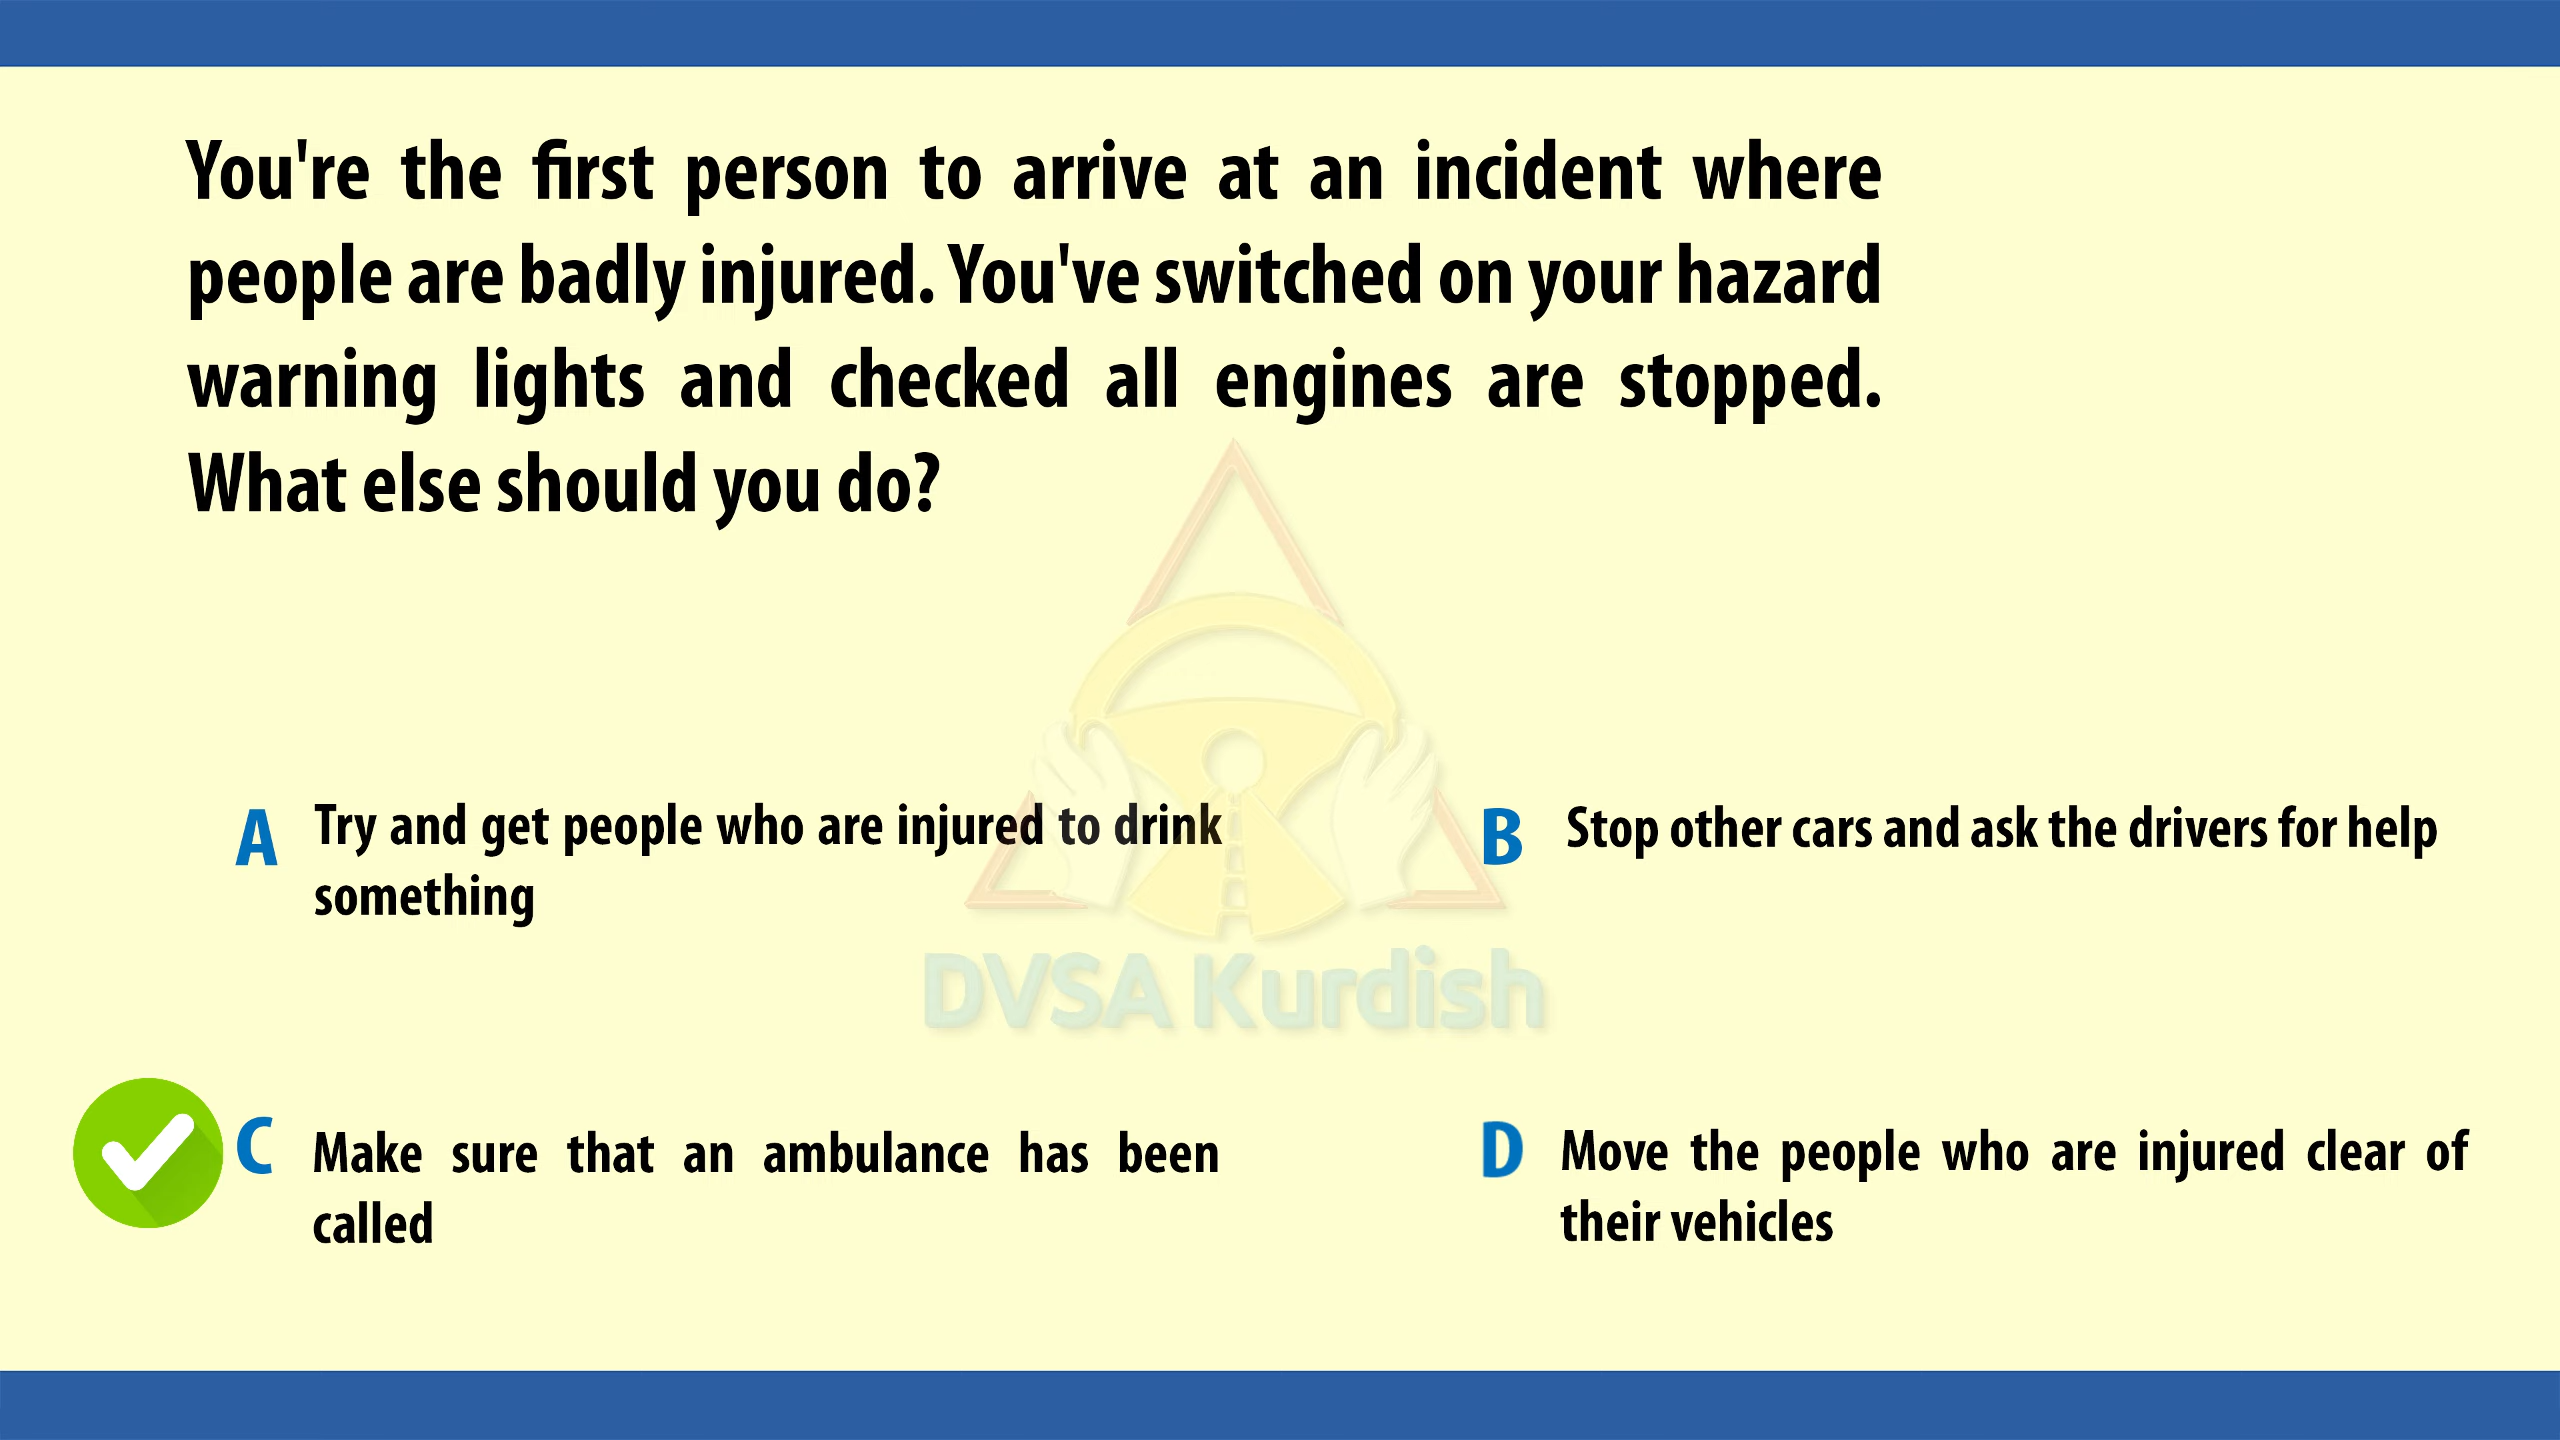 You're the first person to arrive at an incident where
people are badly injured. You've switched on your hazard
warning lights and checked all engines are stopped.
What else should you do?
A Try and get people who are injured to drink
something
B Stop other cars and ask the drivers for help
DVSA Kurdish
C Make sure that an ambulance has been
called
D Move the people who are injured clear of
their vehicles